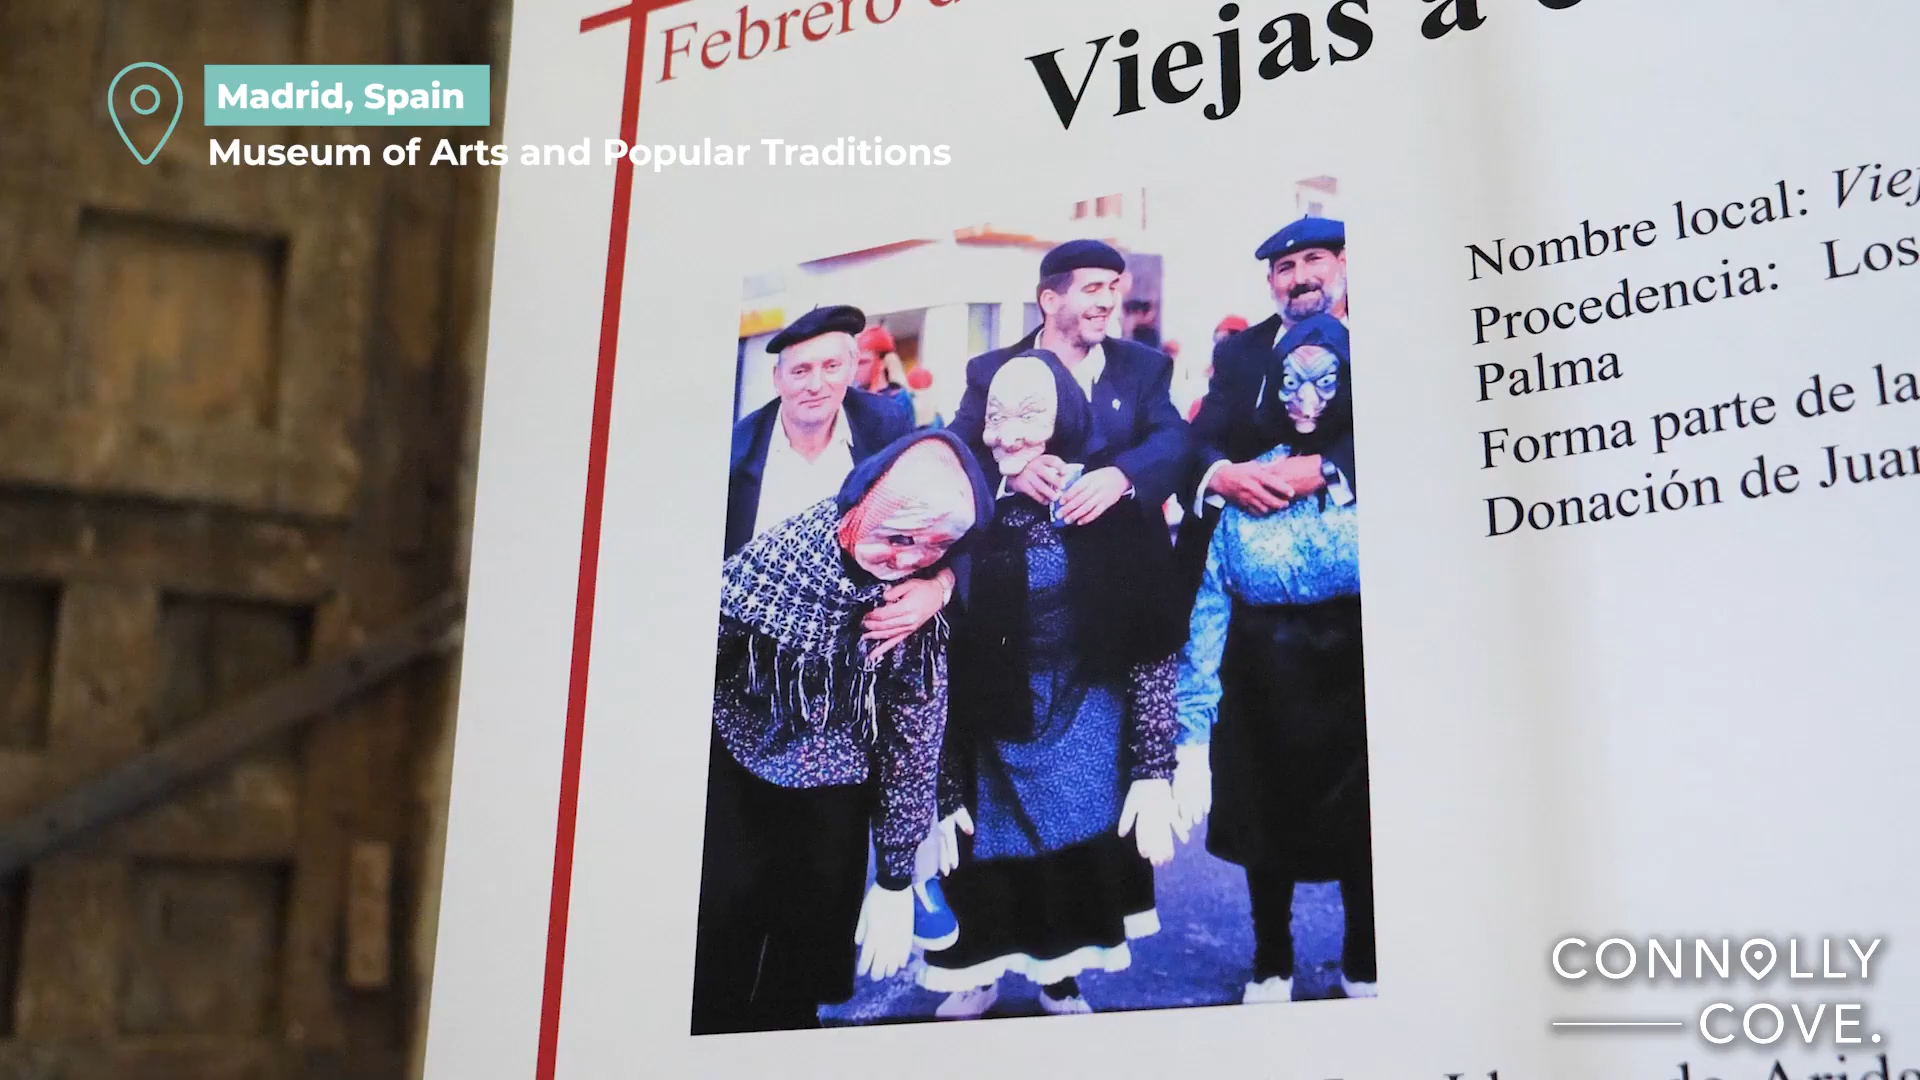 Madrid, Spain
Museum of Arts and Popular Traditions
Febrero
Viejas a
Nombre local:
Procedencia: Los
Palma
Forma parte de la
Donación de
CONNOLLY
COVE.